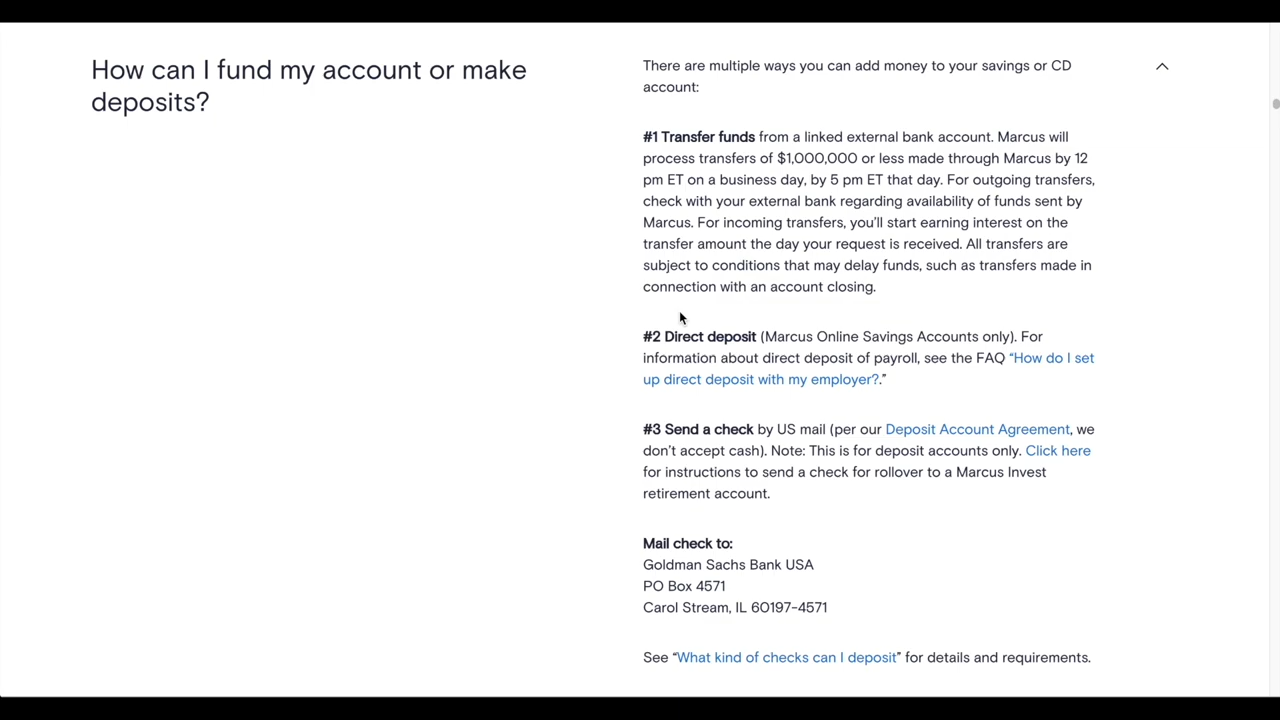 How can I fund my account or make
deposits?
There are multiple ways you can add money to your savings or CD
account:
#1 Transfer funds from a linked external bank account. Marcus will
process transfers of $1,000,000 or less made through Marcus by 12
pm ET on a business day, by 5 pm ET that day. For outgoing transfers,
check with your external bank regarding availability of funds sent by
Marcus. For incoming transfers, you’ll start earning interest on the
transfer amount the day your request is received. All transfers are
subject to conditions that may delay funds, such as transfers made in
connection with an account closing.
#2 Direct deposit (Marcus Online Savings Accounts only). For
information about direct deposit of payroll, see the FAQ “How do I set
up direct deposit with my employer?.”
#3 Send a check by US mail (per our Deposit Account Agreement, we
don’t accept cash). Note: This is for deposit accounts only. Click here
for instructions to send a check for rollover to a Marcus Invest
retirement account.
Mail check to:
Goldman Sachs Bank USA
PO Box 4571
Carol Stream, IL 60197-4571
See “What kind of checks can I deposit” for details and requirements.